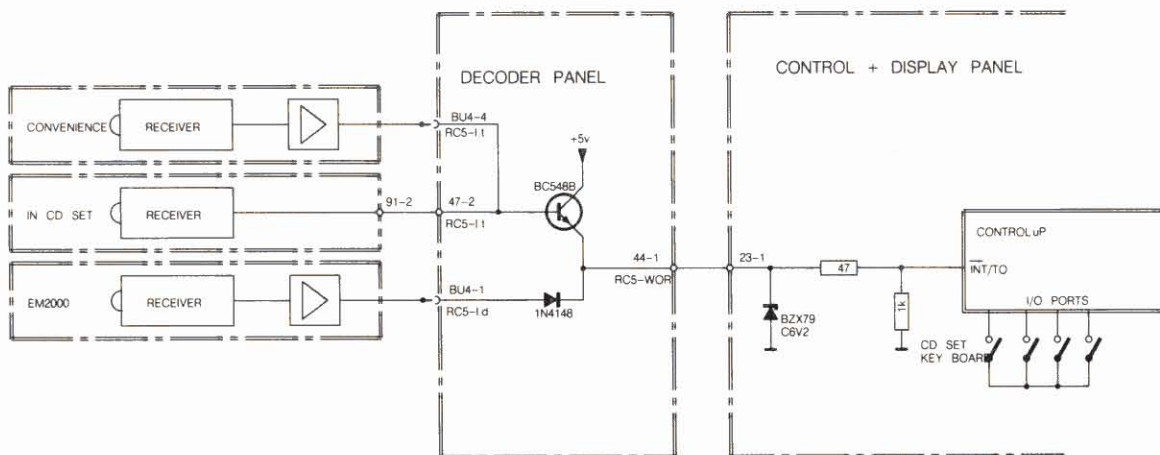 DECODER PANEL
CONTROL + DISPLAY PANEL
CONVENIENCE
RECEIVER
BU4-4
RC5-I.t
+5v
BC548B
IN CD SET
RECEIVER
91-2
47-2
RC5-I.t
EM2000
RECEIVER
BU4-1
RC5-I.d
1N4148
44-1
RC5-WOR
23-1
47
1k
BZX79
C6V2
CONTROL uP
INT/TO
I/O PORTS
CD SET
KEY BOARD